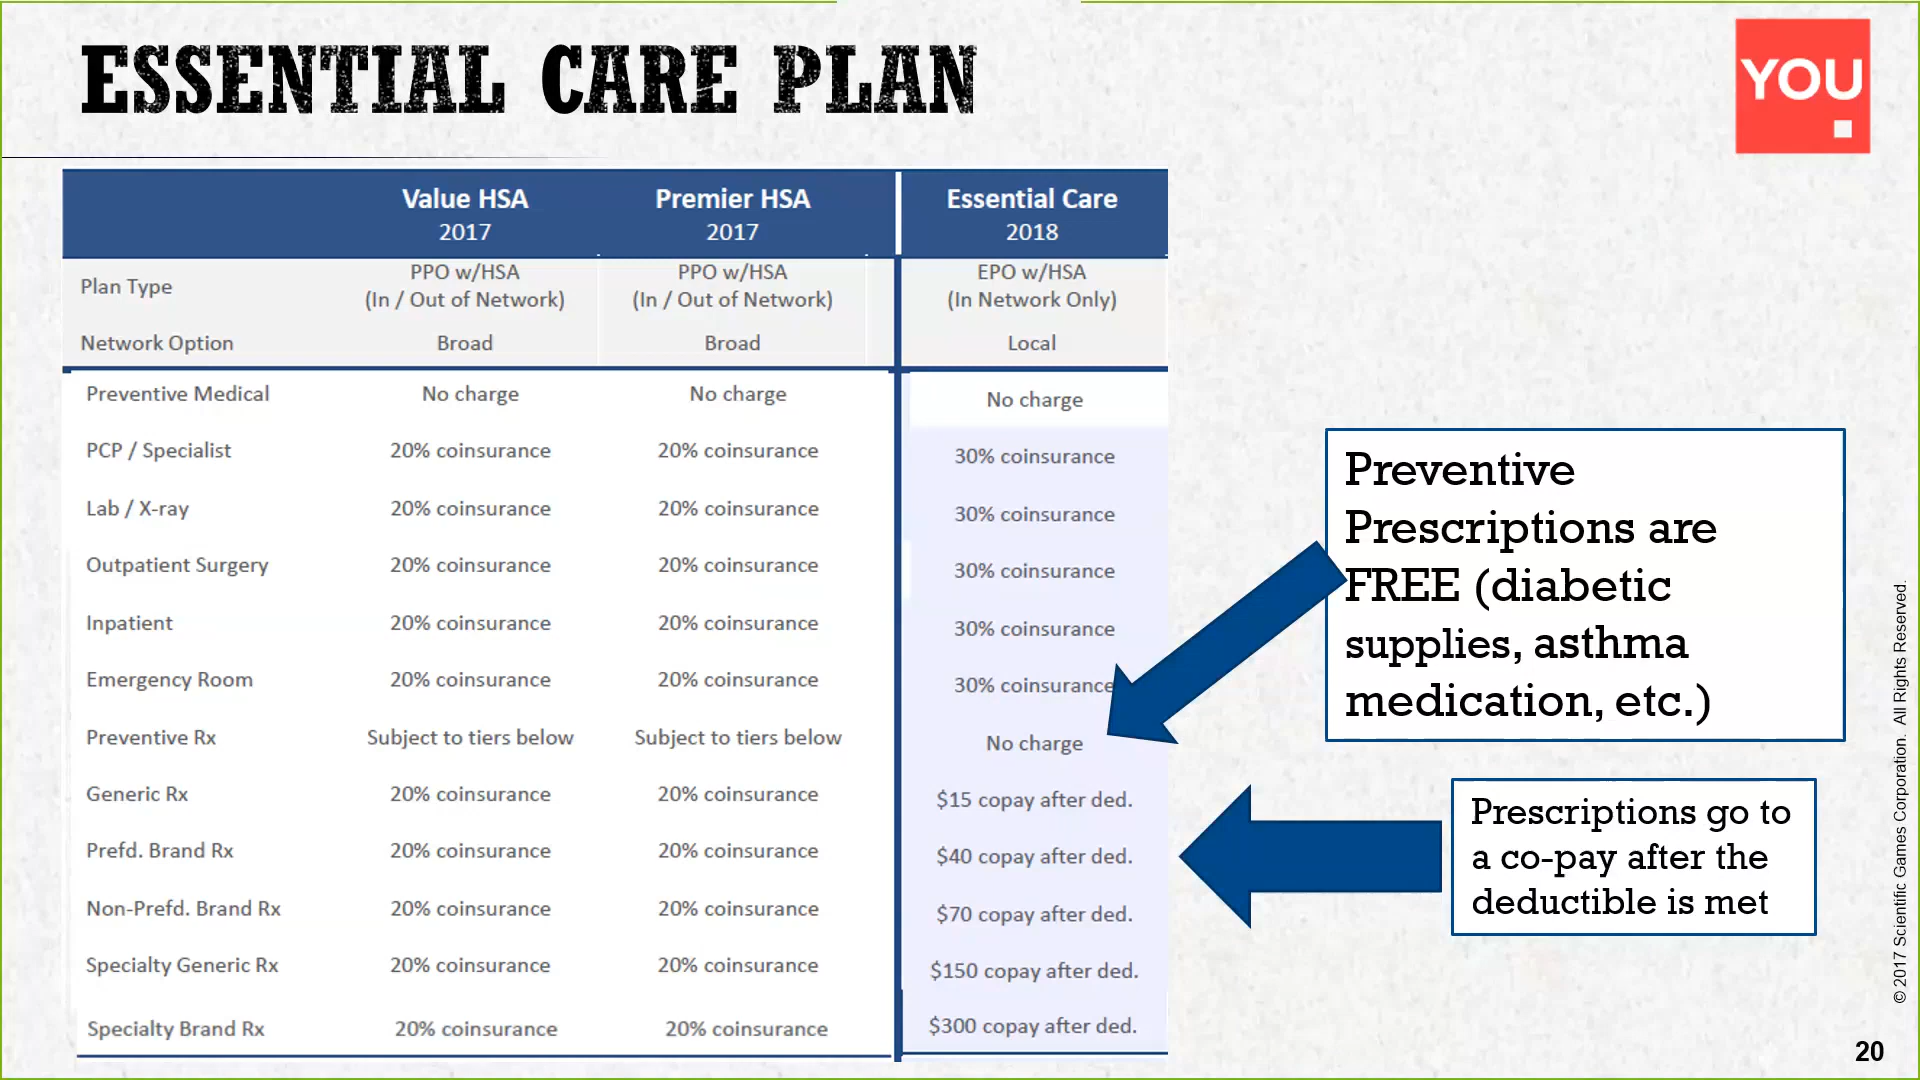 ESSENTIAL CARE PLAN
YOU
Value HSA Premier HSA Essential Care
2017 2017 2018
Plan Type PPO w/HSA PPO w/HSA EPO w/HSA
(In / Out of Network) (In / Out of Network) (In Network Only)
Network Option Broad Broad Local
Preventive Medical No charge No charge No charge
PCP / Specialist 20% coinsurance 20% coinsurance 30% coinsurance
Lab / X-ray 20% coinsurance 20% coinsurance 30% coinsurance
Outpatient Surgery 20% coinsurance 20% coinsurance 30% coinsurance
Inpatient 20% coinsurance 20% coinsurance 30% coinsurance
Emergency Room 20% coinsurance 20% coinsurance 30% coinsurance
Preventive Rx Subject to tiers below Subject to tiers below No charge
Generic Rx 20% coinsurance 20% coinsurance $15 copay after ded.
Prefd. Brand Rx 20% coinsurance 20% coinsurance $40 copay after ded.
Non-Prefd. Brand Rx 20% coinsurance 20% coinsurance $70 copay after ded.
Specialty Generic Rx 20% coinsurance 20% coinsurance $150 copay after ded.
Specialty Brand Rx 20% coinsurance 20% coinsurance $300 copay after ded.
Preventive
Prescriptions are
FREE (diabetic
supplies, asthma
medication, etc.)
Prescriptions go to
a co-pay after the
deductible is met
© 2017 Scientific Games Corporation. All Rights Reserved.
20